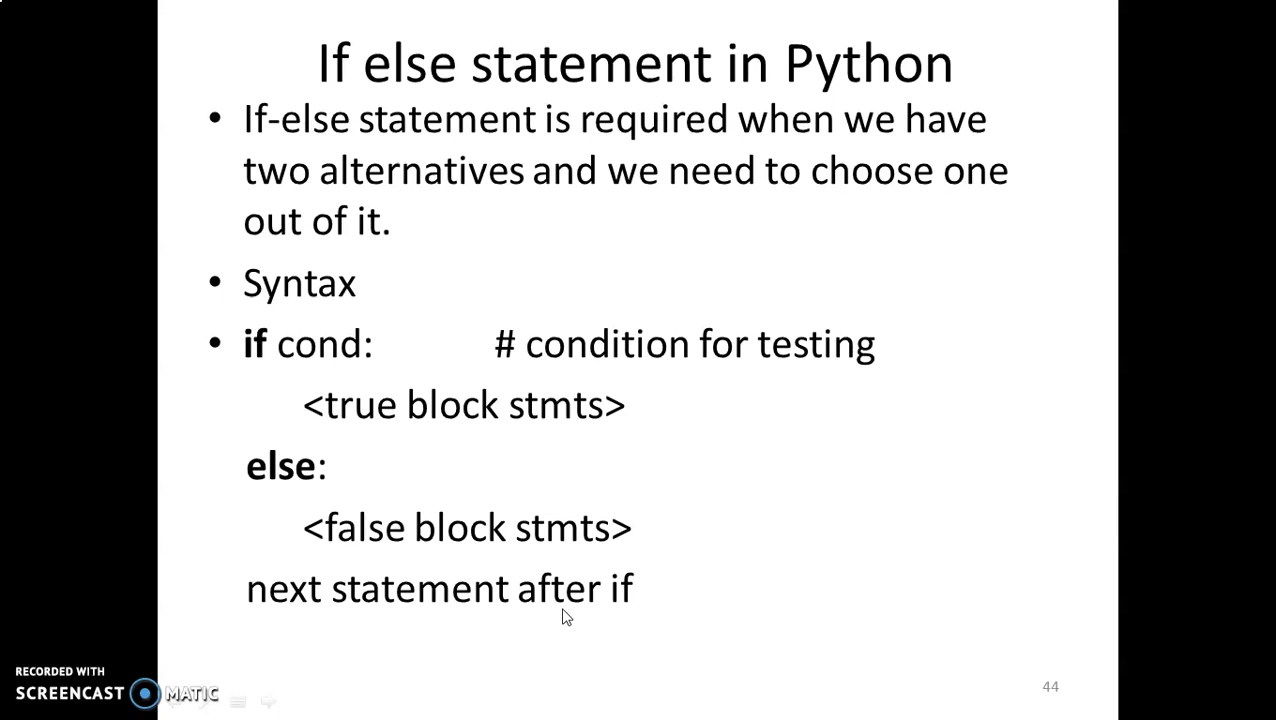 If else statement in Python
• If-else statement is required when we have
two alternatives and we need to choose one
out of it.
• Syntax
• if cond: # condition for testing
<true block stmts>
else:
<false block stmts>
next statement after if
RECORDED WITH
SCREENCAST MATIC
44